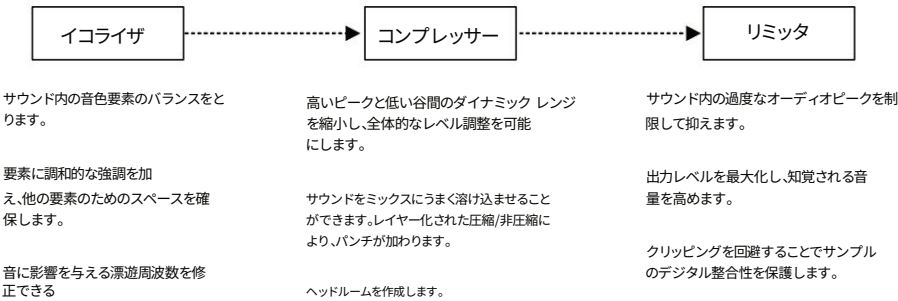 イコライザ
コンプレッサー
リミッタ
サウンド内の音色要素のバランスをと
ります。
要素に調和的な強調を加
え、他の要素のためのスペースを確
保します。
音に影響を与える漂遊周波数を修
正できる
高いピークと低い谷間のダイナミック レンジ
を縮小し、全体的なレベル調整を可能
にします。
サウンドをミックスにうまく溶け込ませること
ができます。レイヤー化された圧縮/非圧縮に
より、パンチが加わります。
ヘッドルームを作成します。
サウンド内の過度なオーディオピークを制
限して抑えます。
出力レベルを最大化し、知覚される音
量を高めます。
クリッピングを回避することでサンプル
のデジタル整合性を保護します。